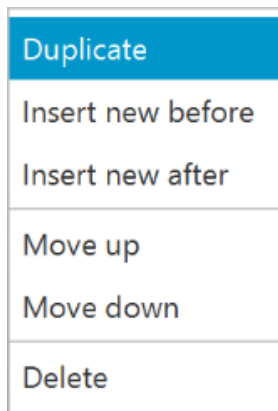 Duplicate
Insert new before
Insert new after
Move up
Move down
Delete